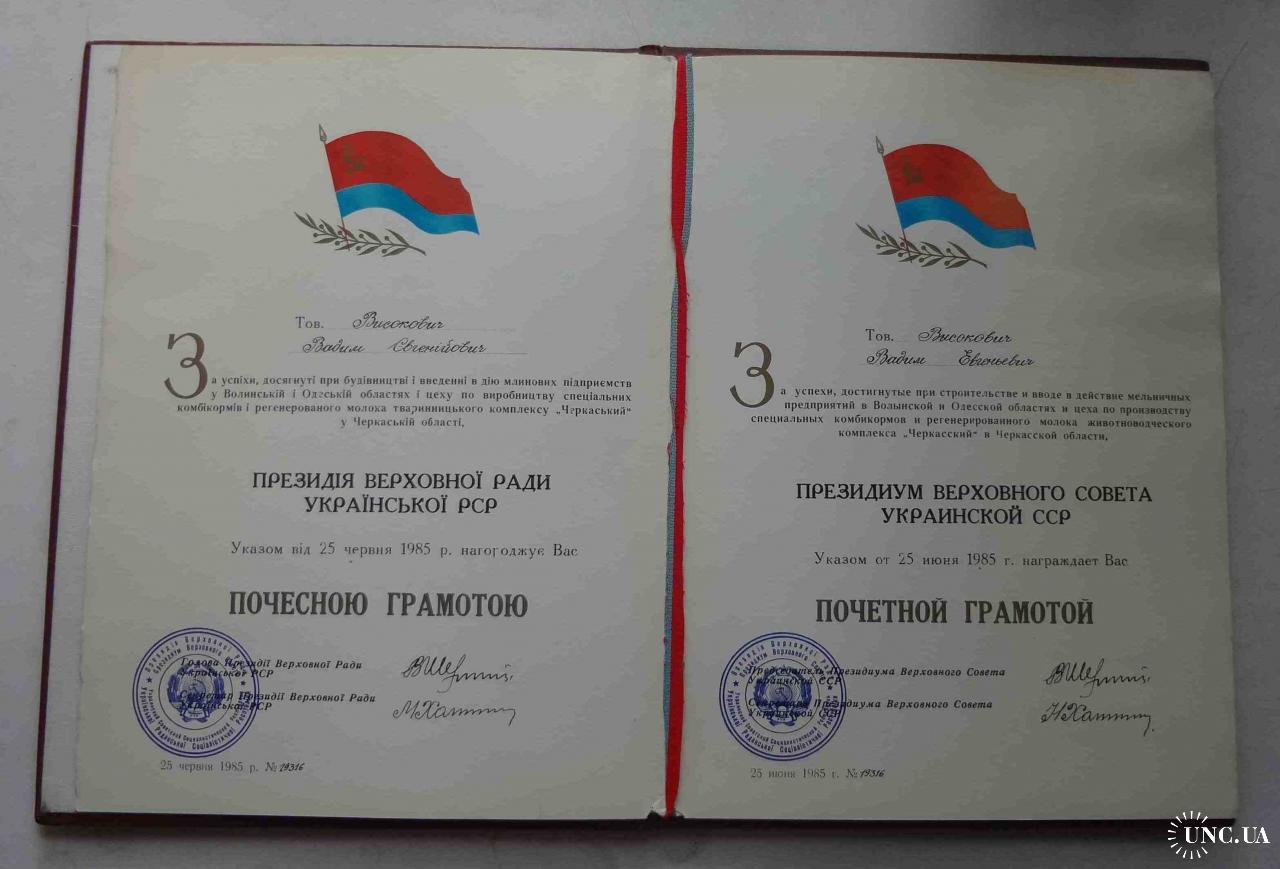 Тов. Високович
Вадим Євгенійович
За успіхи, досягнуті при будівництві і введенні в дію млинових підприємств
у Волинській і Одеській областях і цеху по виробництву спеціальних
комбікормів і регенерованого молока тваринницького комплексу „Черкаський“
у Черкаській області,
ПРЕЗИДІЯ ВЕРХОВНОЇ РАДИ
УКРАЇНСЬКОЇ РСР
Указом від 25 червня 1985 р. нагороджує Вас
ПОЧЕСНОЮ ГРАМОТОЮ
Голова Президії Верховної Ради
Української РСР
Секретар Президії Верховної Ради
Української РСР
25 червня 1985 р. № 19316
Тов. Високович
Вадим Евгеньевич
За успехи, достигнутые при строительстве и вводе в действие мельничных
предприятий в Волынской и Одесской областях и цеха по производству
специальных комбикормов и регенерированного молока животноводческого
комплекса „Черкасский“ в Черкасской области,
ПРЕЗИДИУМ ВЕРХОВНОГО СОВЕТА
УКРАИНСКОЙ ССР
Указом от 25 июня 1985 г. награждает Вас
ПОЧЕТНОЙ ГРАМОТОЙ
Председатель Президиума Верховного Совета
Украинской ССР
Секретарь Президиума Верховного Совета
Украинской ССР
25 июня 1985 г. № 19316
UNC.UA